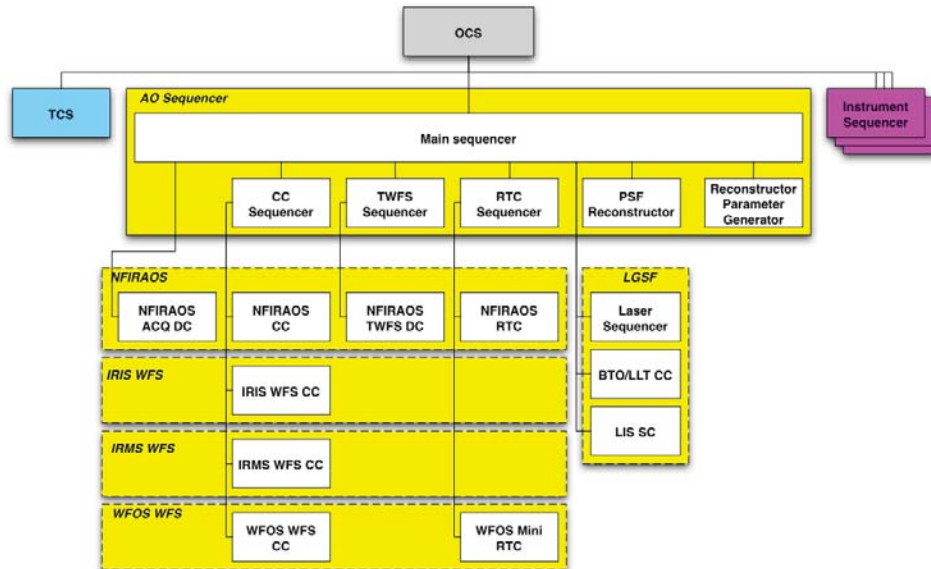 OCS
TCS
AO Sequencer
Instrument
Sequencer
Main sequencer
CC
Sequencer
TWFS
Sequencer
RTC
Sequencer
PSF
Reconstructor
Reconstructor
Parameter
Generator
NFIRAOS
LGSF
NFIRAOS
ACQ DC
NFIRAOS
CC
NFIRAOS
TWFS DC
NFIRAOS
RTC
Laser
Sequencer
IRIS WFS
IRIS WFS CC
BTO/LLT CC
LIS SC
IRMS WFS
IRMS WFS CC
WFOS WFS
WFOS WFS
CC
WFOS Mini
RTC